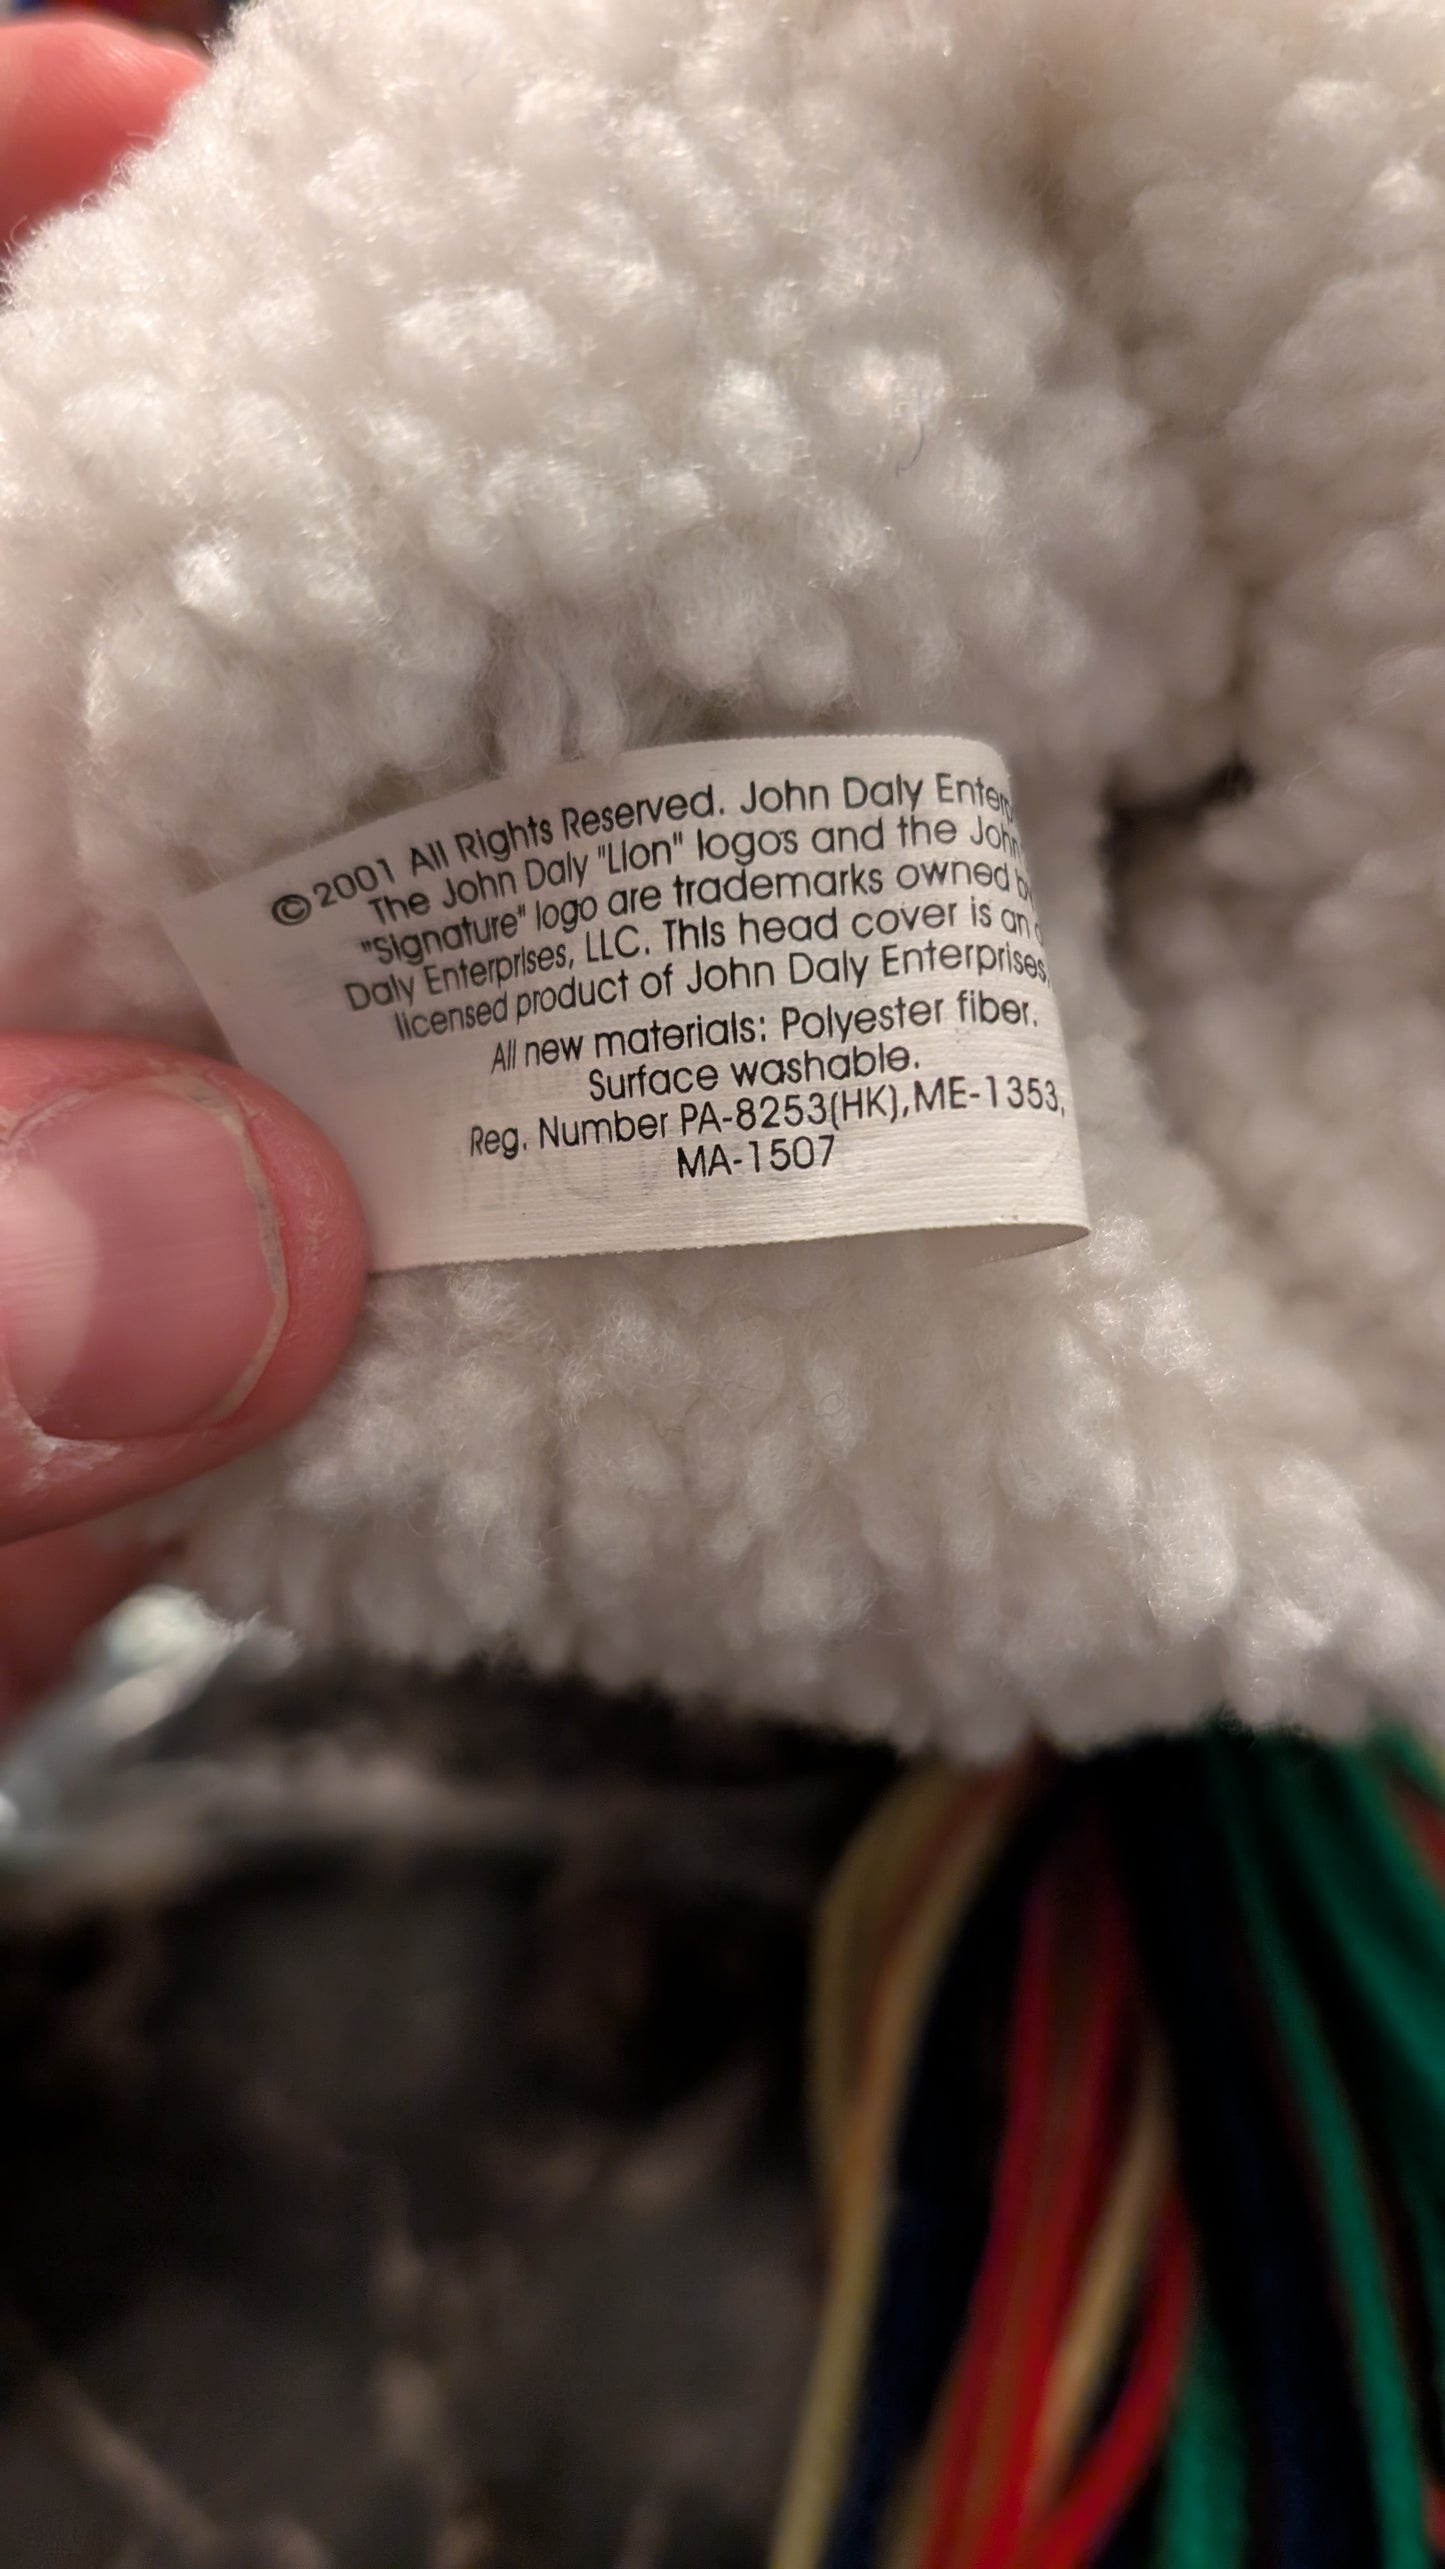 ©2001 All Rights Reserved. John Daly
The John Daly "Lion" logos and the
"Signature" logo are trademarks owned
Daly Enterprises, LLC. This head cover is an
licensed product of John Daly Enterprises
All new materials: Polyester fiber.
Surface washable.
Reg. Number PA-8253(HK),ME-1353,
MA-1507